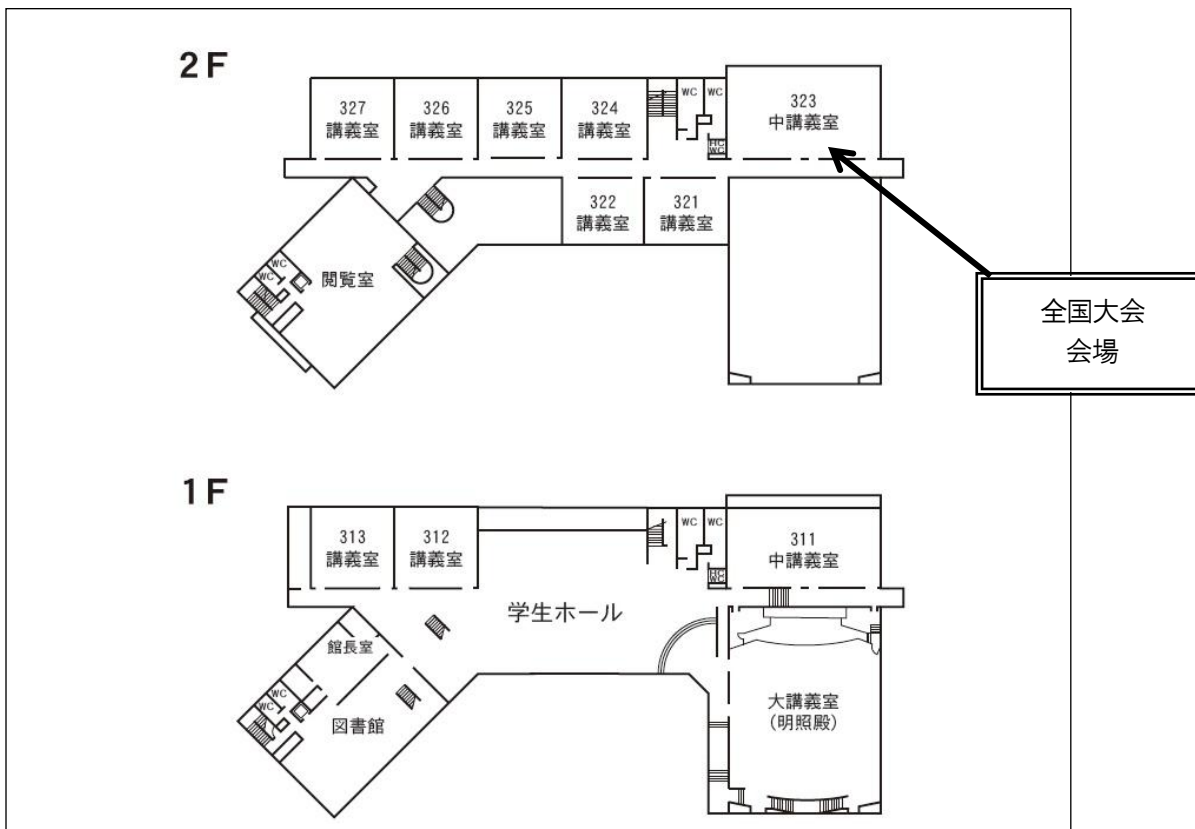 2F
327
講義室
326
講義室
325
講義室
324
講義室
WC
WC
HC
WC
323
中講義室
322
講義室
321
講義室
WC
WC
閲覧室
全国大会
会場
1F
313
講義室
312
講義室
WC
WC
HC
WC
311
中講義室
学生ホール
館長室
WC
WC
図書館
大講義室
(明照殿)